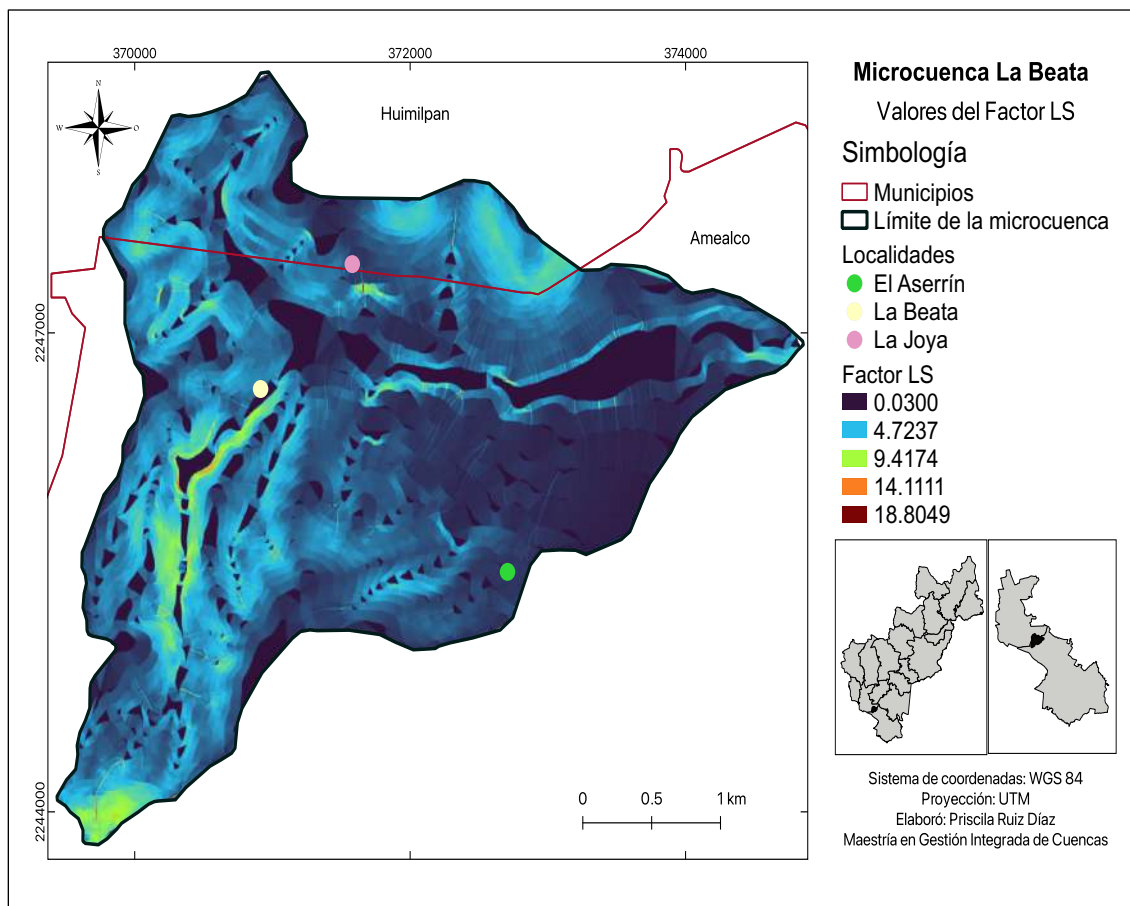 370000
372000
374000
Microcuenca La Beata
Valores del Factor LS
N
W
O
S
Huimilpan
Amealco
2247000
2244000
Simbología
Municipios
Límite de la microcuenca
Localidades
El Aserrín
La Beata
La Joya
Factor LS
0.0300
4.7237
9.4174
14.1111
18.8049
0 0.5 1 km
Sistema de coordenadas: WGS 84
Proyección: UTM
Elaboró: Priscila Ruiz Díaz
Maestría en Gestión Integrada de Cuencas